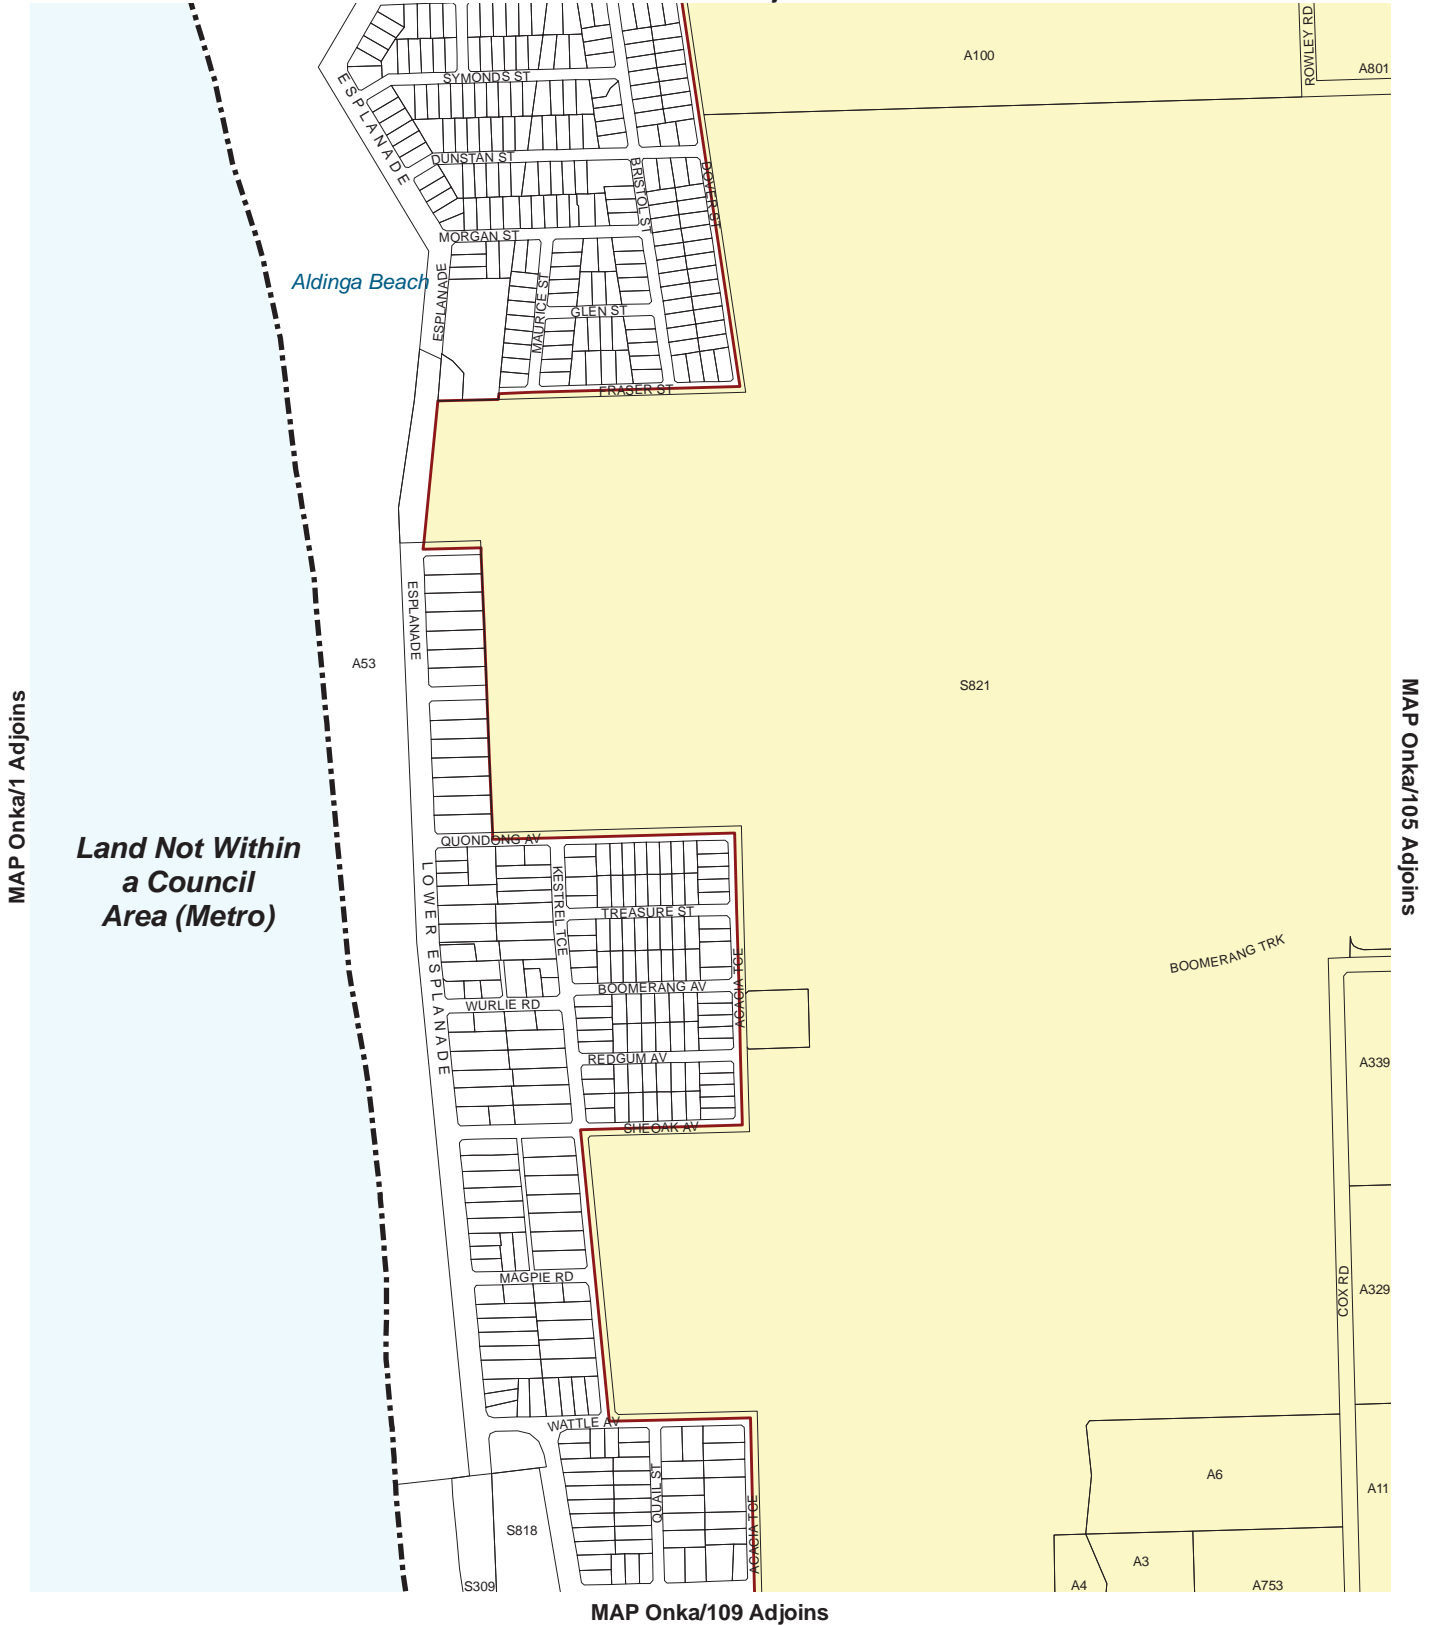 A100
ROWLEY RD
A801
SYMONDS ST
ESPLANADE
DUNSTAN ST
BRISTOL ST
DOVER ST
MORGAN ST
Aldinga Beach
ESPLANADE
MAURICE ST
GLEN ST
FRASER ST
ESPLANADE
A53
S821
MAP Onka/1 Adjoins
MAP Onka/105 Adjoins
Land Not Within
a Council
Area (Metro)
QUONDONG AV
LOWER ESPLANADE
KESTREL TCE
TREASURE ST
ACACIA TCE
BOOMERANG TRK
BOOMERANG AV
WURLIE RD
REDGUM AV
A339
SHEOAK AV
MAGPIE RD
COX RD
A329
WATTLE AV
QUAIL ST
ACACIA TCE
A6
A11
S818
S309
A3
A4
A753
MAP Onka/109 Adjoins